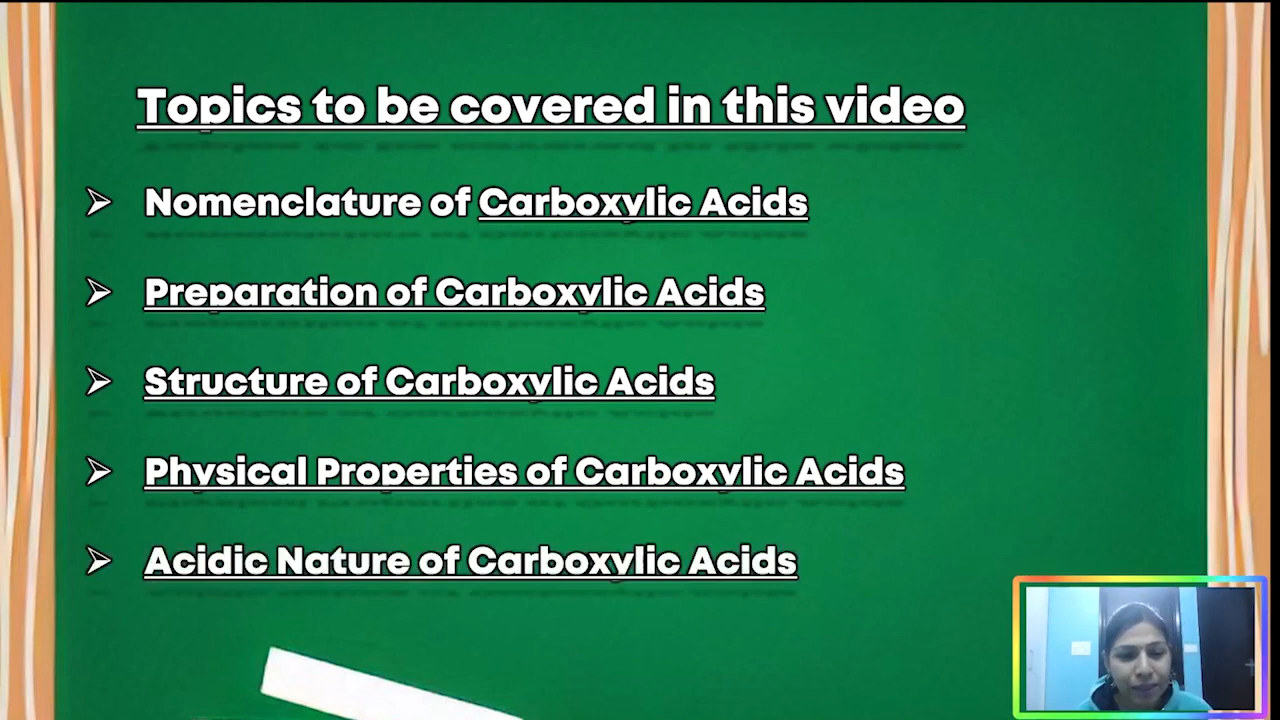 Topics to be covered in this video
➢ Nomenclature of Carboxylic Acids
➢ Preparation of Carboxylic Acids
➢ Structure of Carboxylic Acids
➢ Physical Properties of Carboxylic Acids
➢ Acidic Nature of Carboxylic Acids